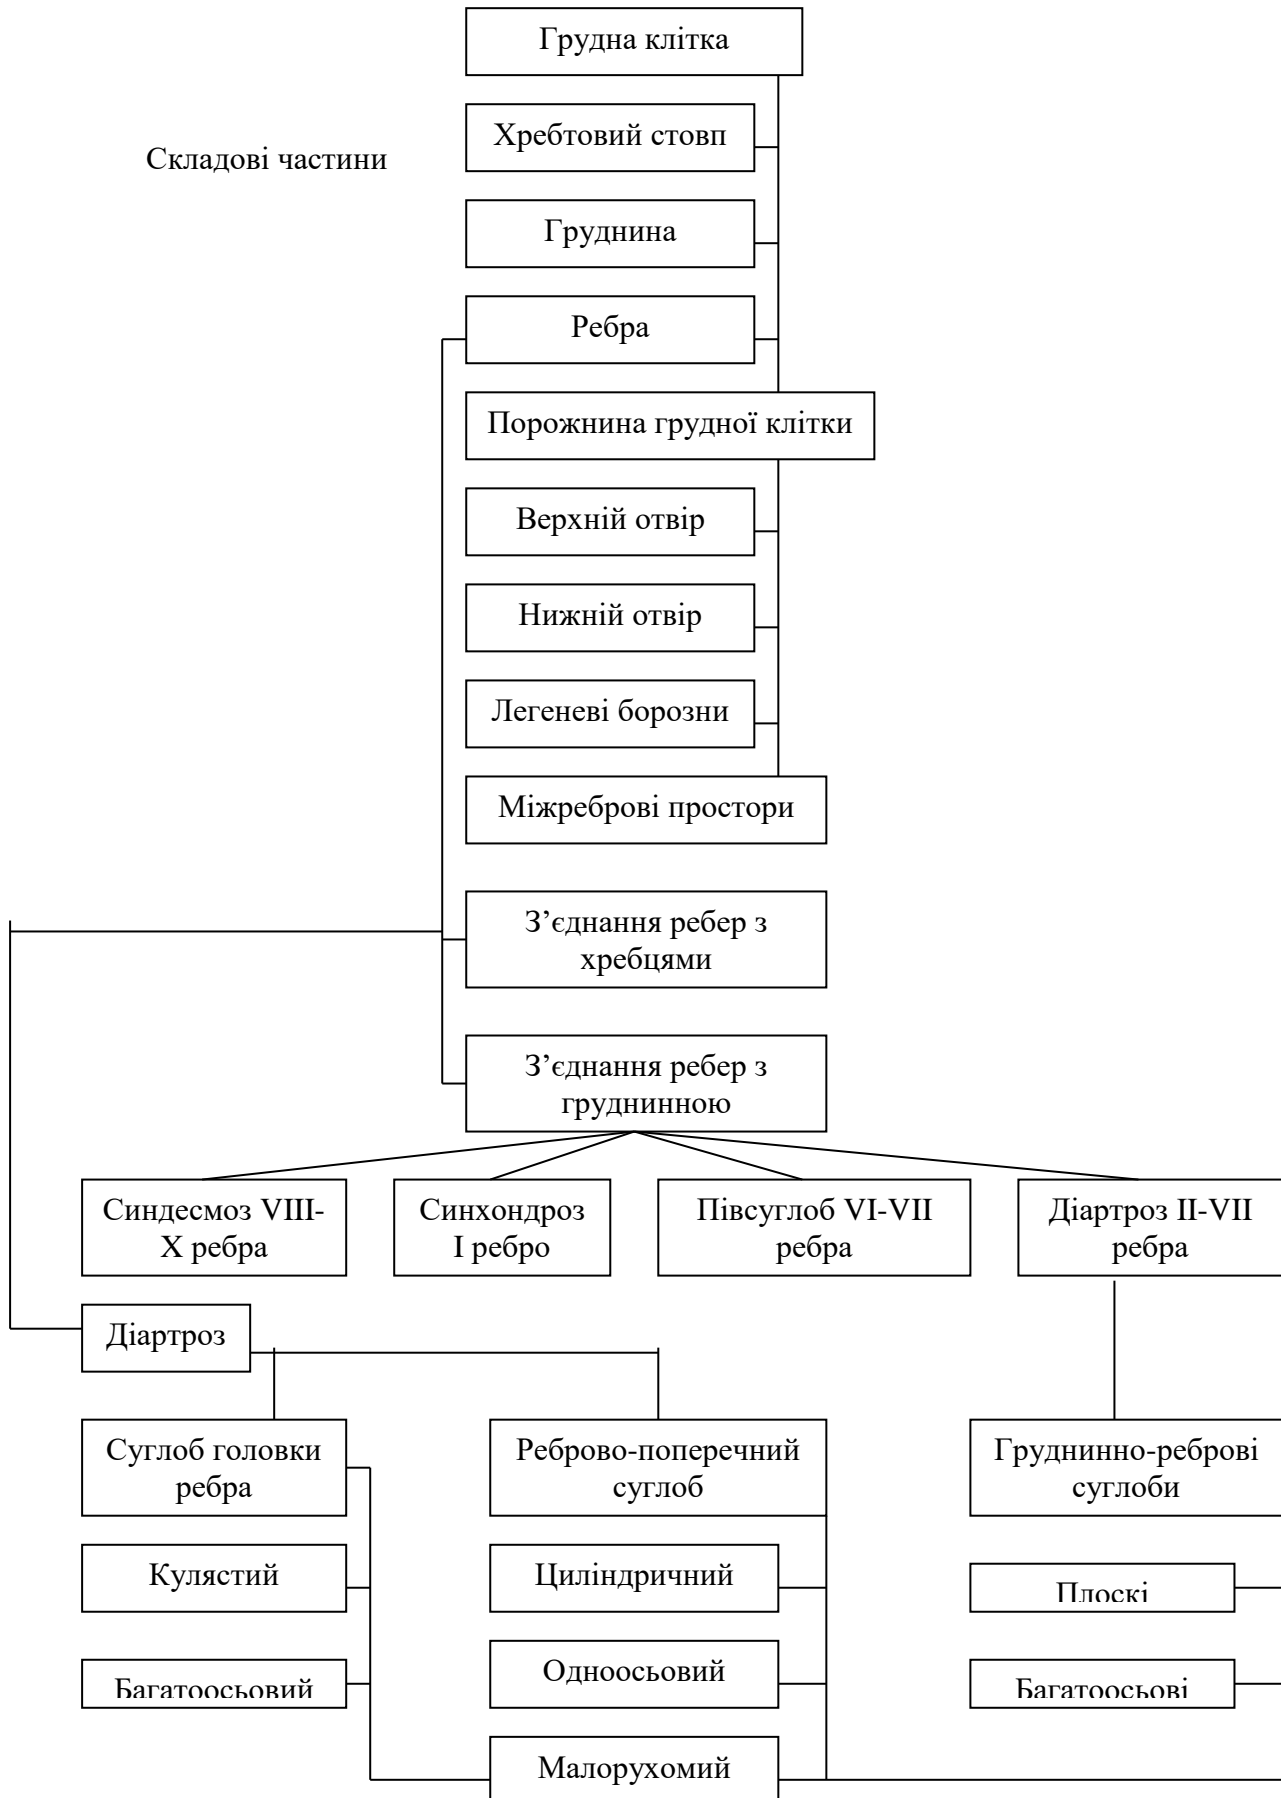 Грудна клітка
Хребтовий стовп
Складові частини
Груднина
Ребра
Порожнина грудної клітки
Верхній отвір
Нижній отвір
Легеневі борозни
Міжреброві простори
З’єднання ребер з
хребцями
З’єднання ребер з
груднинною
Синдесмоз VIII-
X ребра
Синхондроз
I ребро
Півсуглоб VI-VII
ребра
Діартроз II-VII
ребра
Діартроз
Суглоб головки
ребра
Реброво-поперечний
суглоб
Груднинно-реброві
суглоби
Кулястий
Циліндричний
Плоскі
Багатоосьовий
Одноосьовий
Багатоосьові
Малорухомий